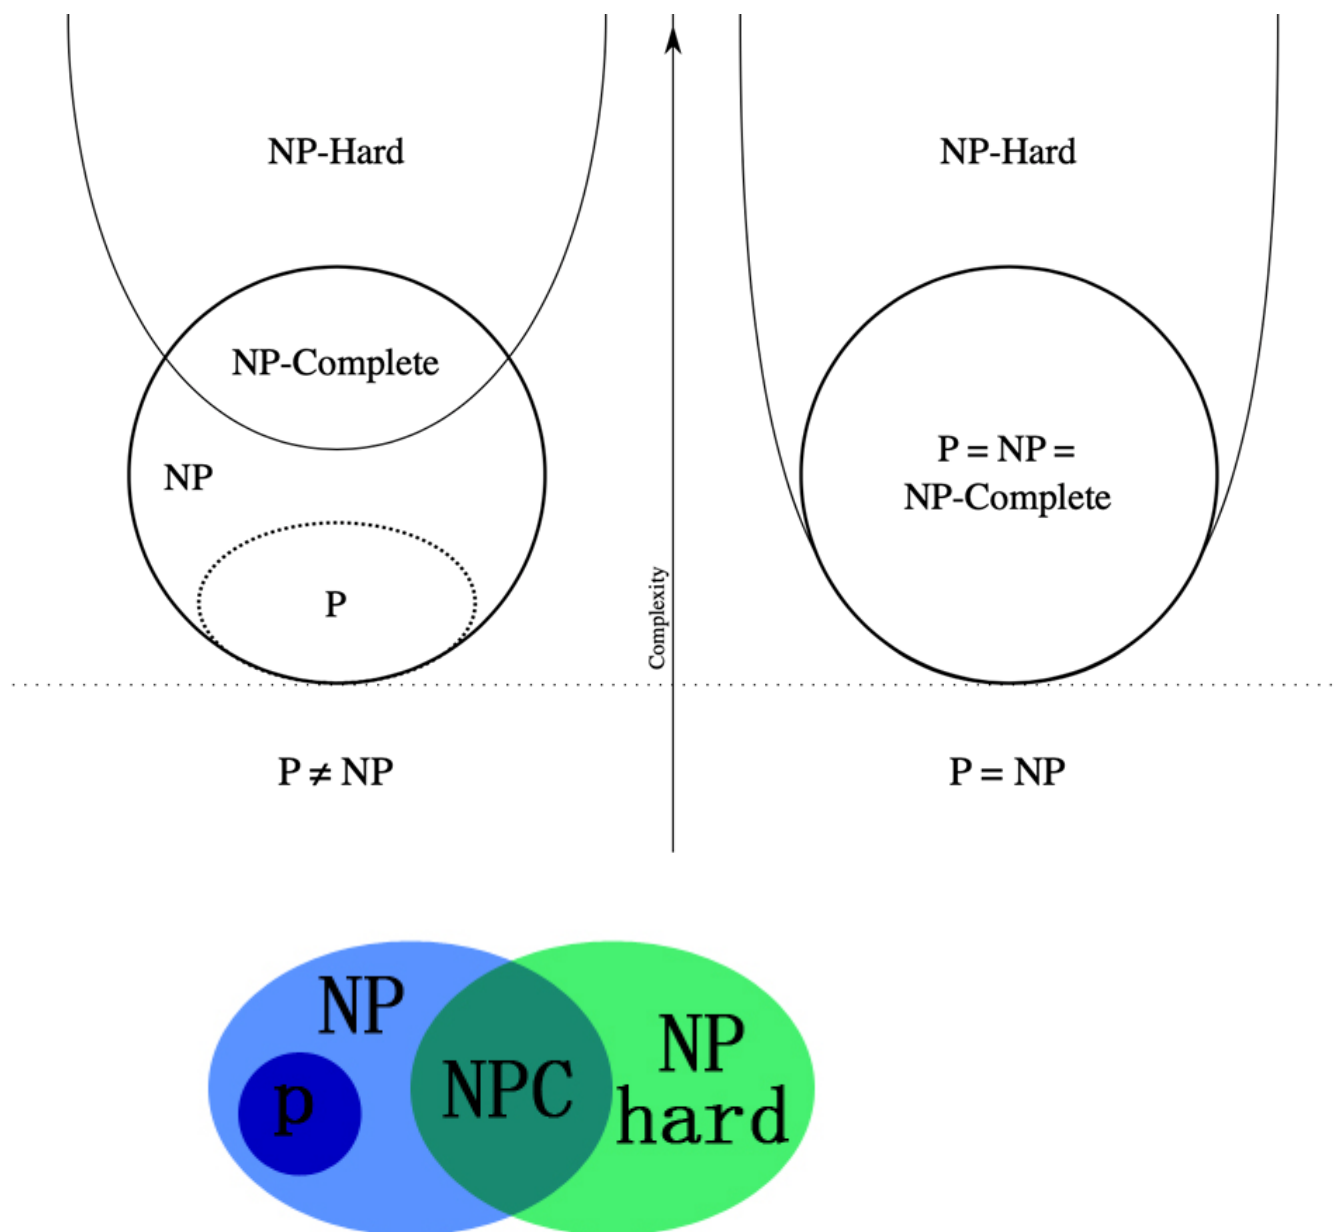 NP-Hard
NP-Complete
NP
P
P ≠ NP
Complexity
NP-Hard
P = NP =
NP-Complete
P = NP
NP
p
NPC
NP
hard